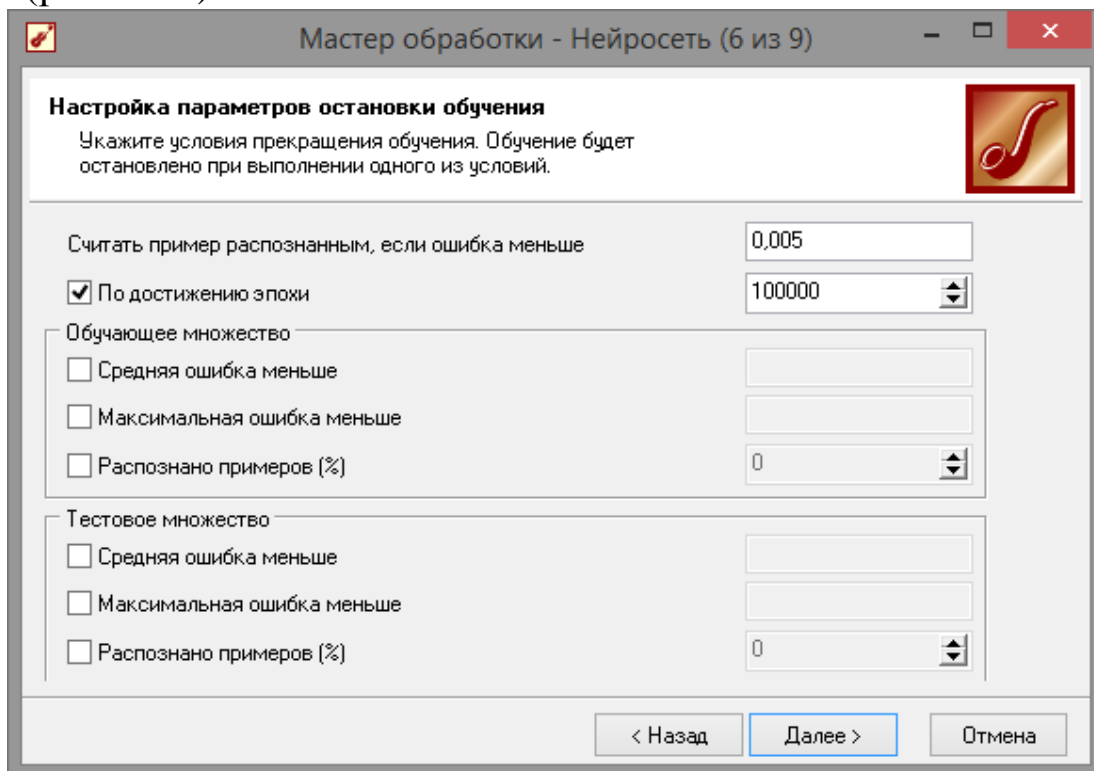 Мастер обработки - Нейросеть (6 из 9)
Настройка параметров остановки обучения
Укажите условия прекращения обучения. Обучение будет
остановлено при выполнении одного из условий.
Считать пример распознанным, если ошибка меньше 0,005
По достижению эпохи 100000
Обучающее множество
Средняя ошибка меньше
Максимальная ошибка меньше
Распознано примеров (%) 0
Тестовое множество
Средняя ошибка меньше
Максимальная ошибка меньше
Распознано примеров (%) 0
< Назад Далее > Отмена